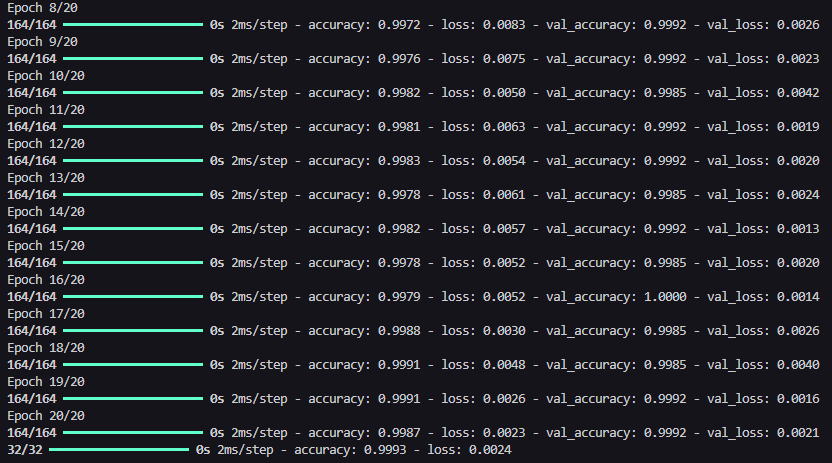 Epoch 8/20
164/164 0s 2ms/step - accuracy: 0.9972 - loss: 0.0083 - val_accuracy: 0.9992 - val_loss: 0.0026
Epoch 9/20
164/164 0s 2ms/step - accuracy: 0.9976 - loss: 0.0075 - val_accuracy: 0.9992 - val_loss: 0.0023
Epoch 10/20
164/164 0s 2ms/step - accuracy: 0.9982 - loss: 0.0050 - val_accuracy: 0.9985 - val_loss: 0.0042
Epoch 11/20
164/164 0s 2ms/step - accuracy: 0.9981 - loss: 0.0063 - val_accuracy: 0.9992 - val_loss: 0.0019
Epoch 12/20
164/164 0s 2ms/step - accuracy: 0.9983 - loss: 0.0054 - val_accuracy: 0.9992 - val_loss: 0.0020
Epoch 13/20
164/164 0s 2ms/step - accuracy: 0.9978 - loss: 0.0061 - val_accuracy: 0.9985 - val_loss: 0.0024
Epoch 14/20
164/164 0s 2ms/step - accuracy: 0.9982 - loss: 0.0057 - val_accuracy: 0.9992 - val_loss: 0.0013
Epoch 15/20
164/164 0s 2ms/step - accuracy: 0.9978 - loss: 0.0052 - val_accuracy: 0.9985 - val_loss: 0.0020
Epoch 16/20
164/164 0s 2ms/step - accuracy: 0.9979 - loss: 0.0052 - val_accuracy: 1.0000 - val_loss: 0.0014
Epoch 17/20
164/164 0s 2ms/step - accuracy: 0.9988 - loss: 0.0030 - val_accuracy: 0.9985 - val_loss: 0.0026
Epoch 18/20
164/164 0s 2ms/step - accuracy: 0.9991 - loss: 0.0048 - val_accuracy: 0.9985 - val_loss: 0.0040
Epoch 19/20
164/164 0s 2ms/step - accuracy: 0.9991 - loss: 0.0026 - val_accuracy: 0.9992 - val_loss: 0.0016
Epoch 20/20
164/164 0s 2ms/step - accuracy: 0.9987 - loss: 0.0023 - val_accuracy: 0.9992 - val_loss: 0.0021
32/32 0s 2ms/step - accuracy: 0.9993 - loss: 0.0024